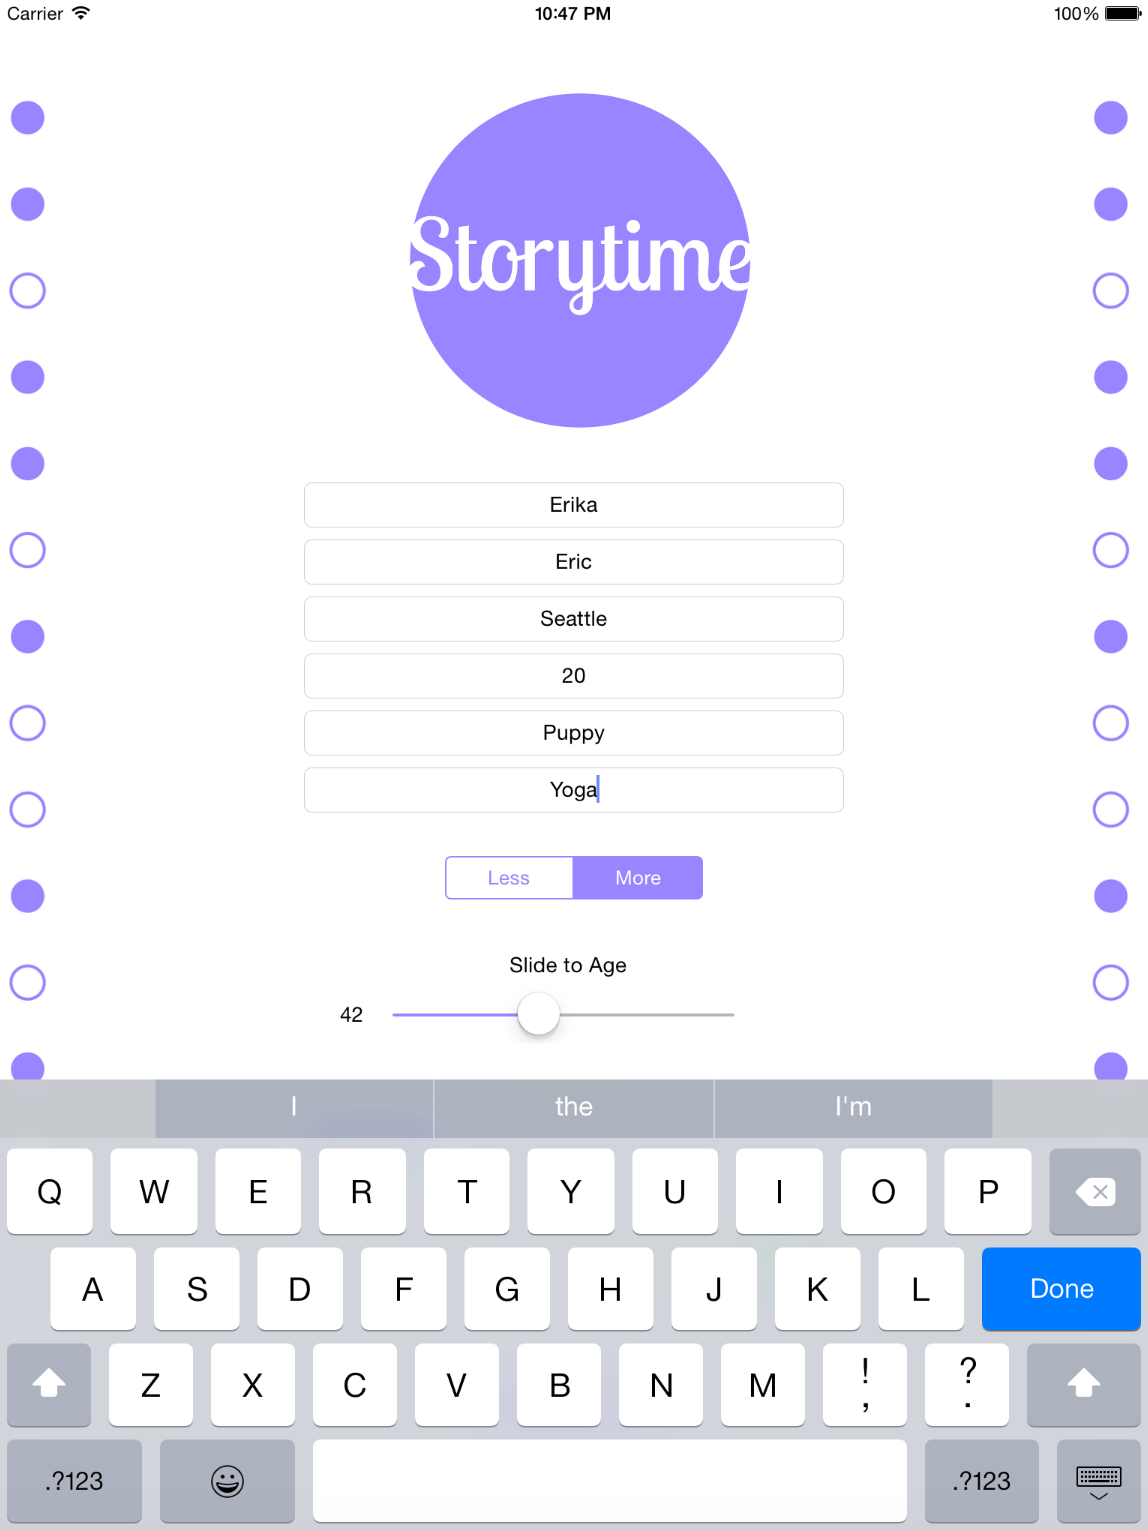 Carrier 10:47 PM 100%
Storytime
Erika
Eric
Seattle
20
Puppy
Yoga
Less More
Slide to Age
42
I the I'm
Q W E R T Y U I O P
A S D F G H J K L Done
Z X C V B N M ! , ? .
.?123 .?123